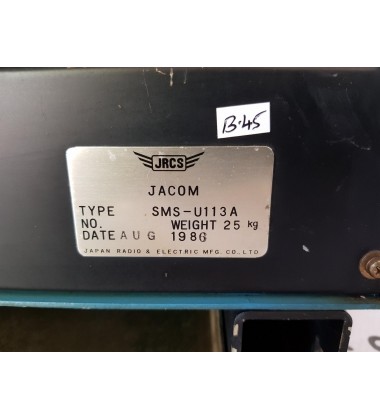 B.45
JRCS
JACOM
TYPE SMS-U113A
NO. WEIGHT 25 kg
DATE AUG 1986
JAPAN RADIO & ELECTRIC MFG. CO., LTD